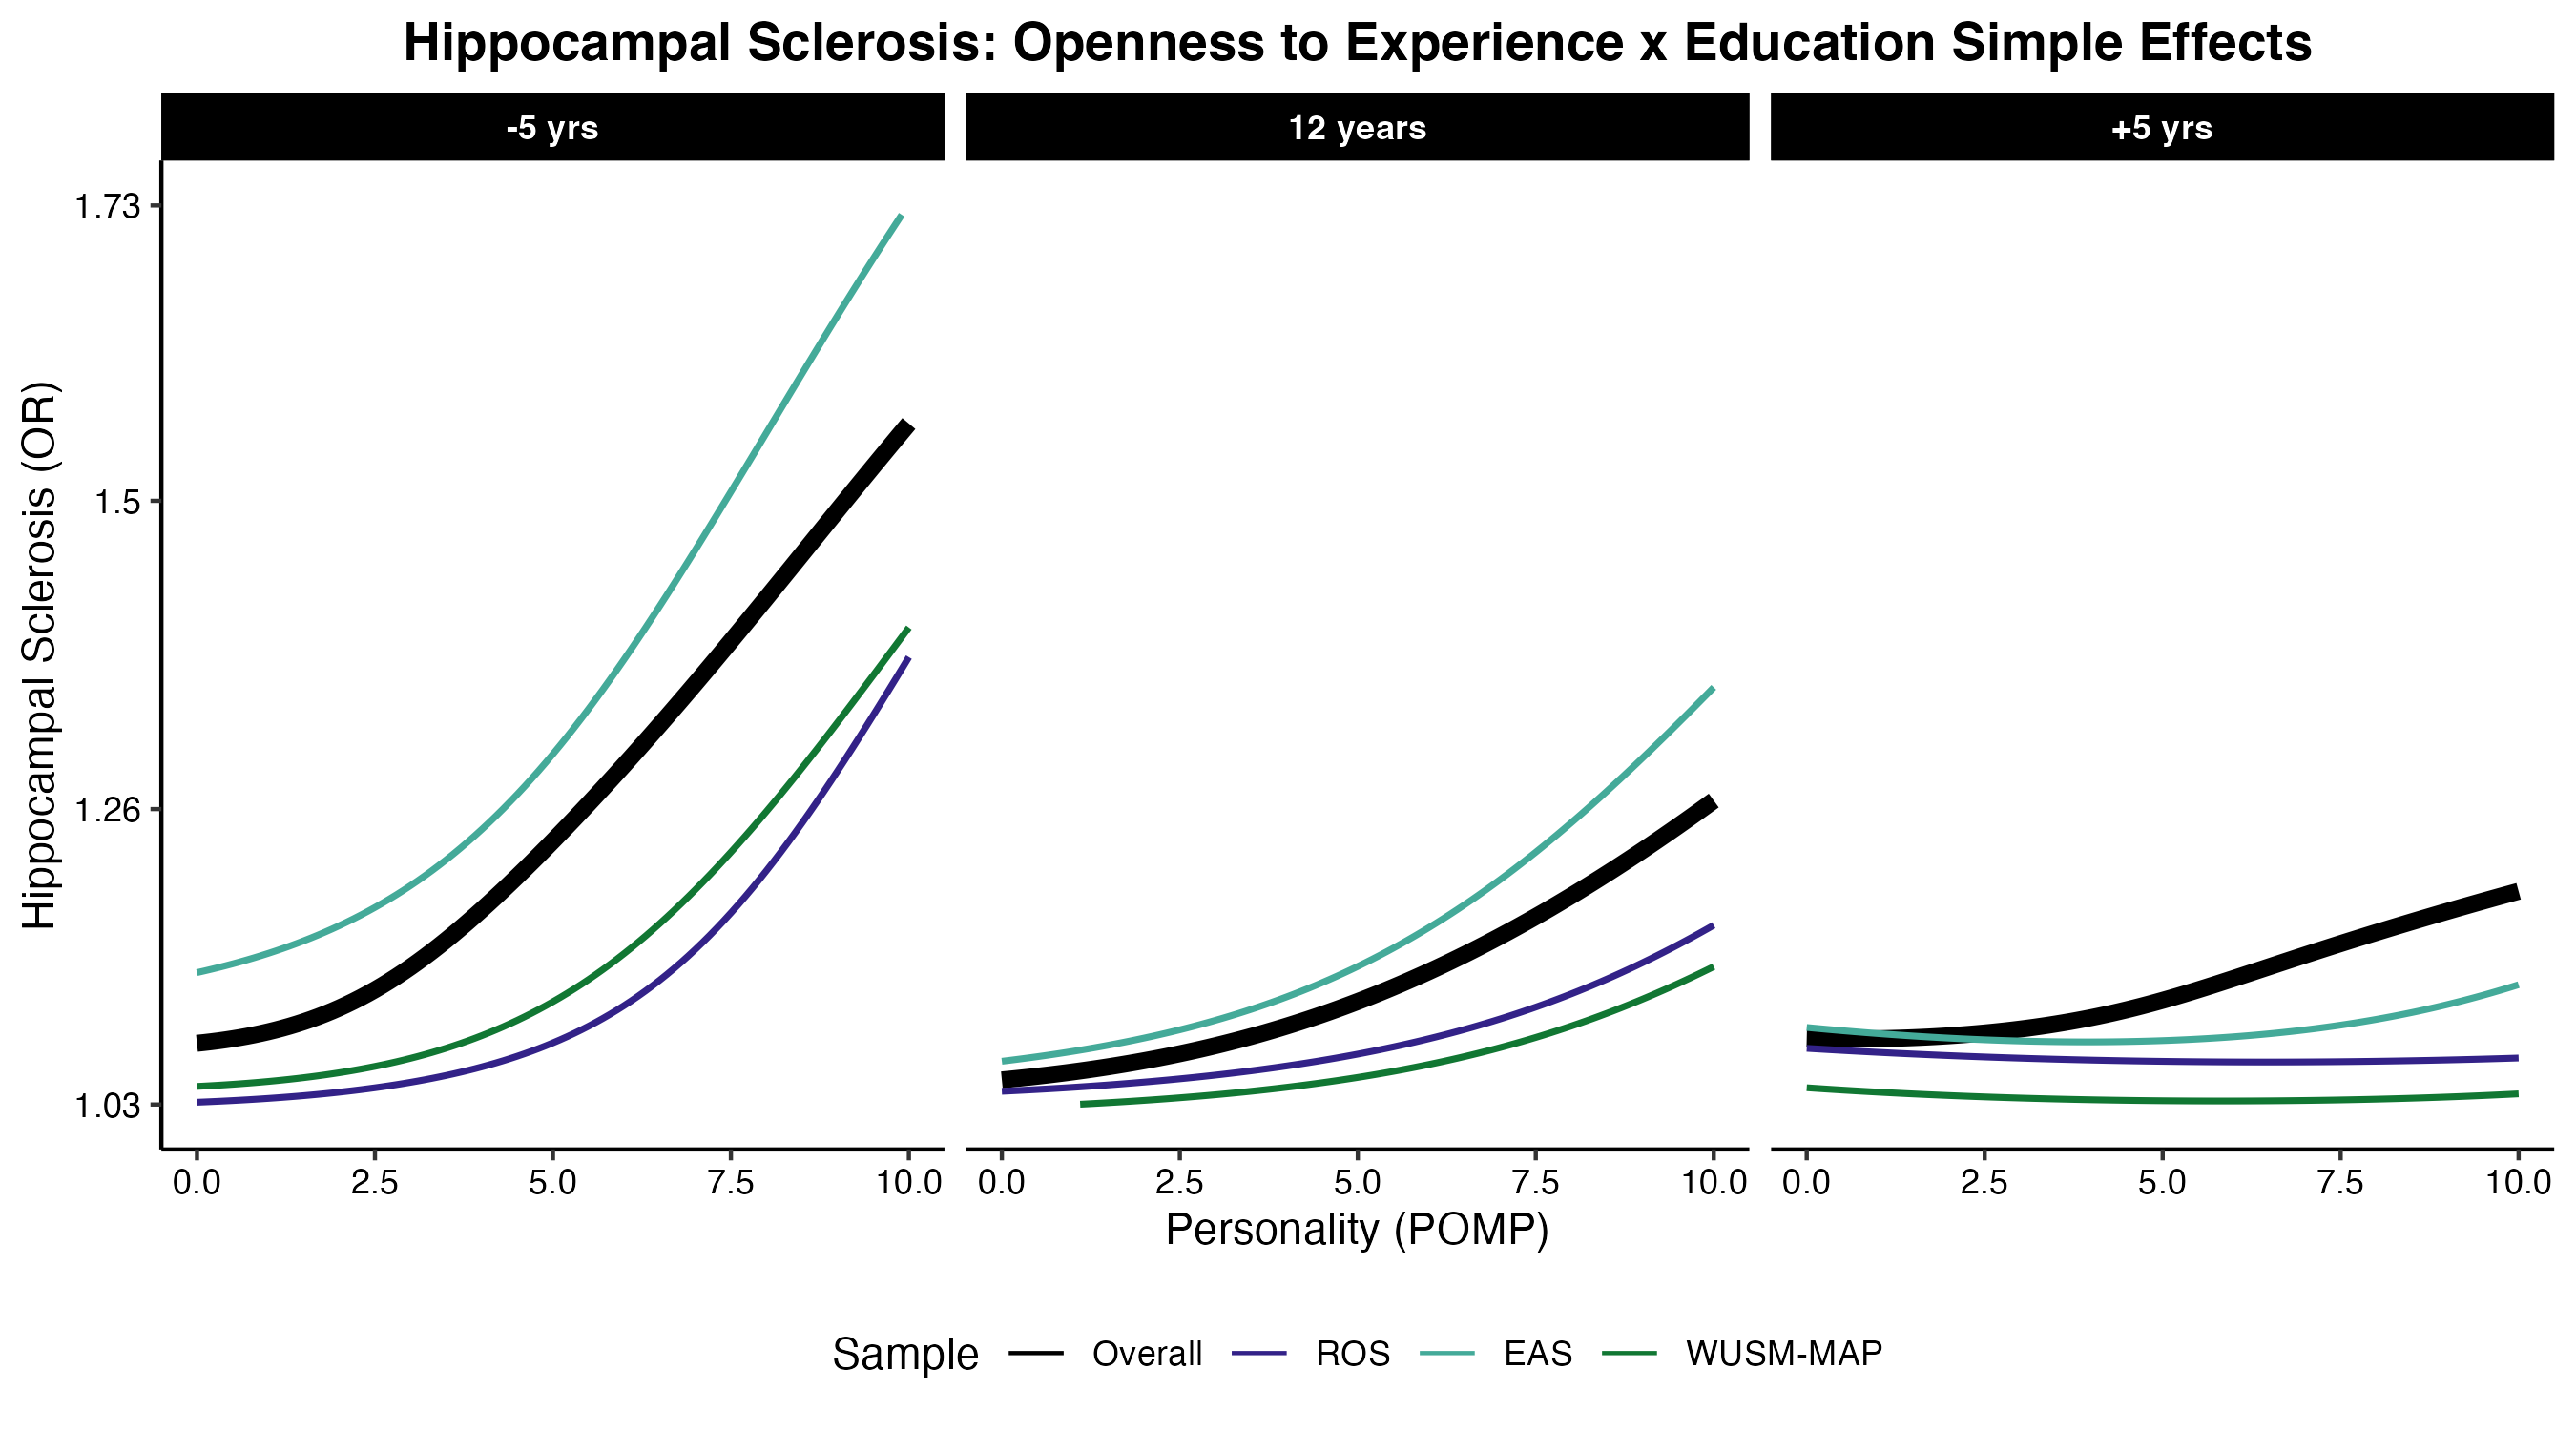 Hippocampal Sclerosis: Openness to Experience x Education Simple Effects
-5 yrs 12 years +5 yrs
Hippocampal Sclerosis (OR)
1.73
1.5
1.26
1.03
0.0 2.5 5.0 7.5 10.0 0.0 2.5 5.0 7.5 10.0 0.0 2.5 5.0 7.5 10.0
Personality (POMP)
Sample Overall ROS EAS WUSM-MAP